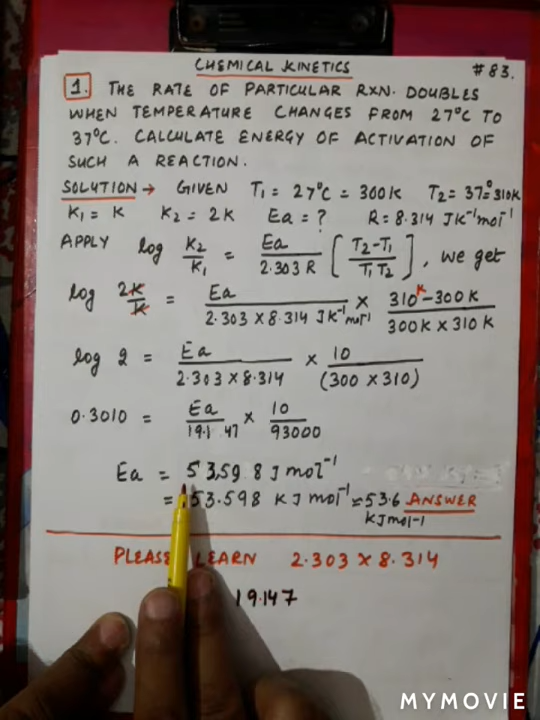 CHEMICAL KINETICS #83.
1. THE RATE OF PARTICULAR RXN. DOUBLES
WHEN TEMPERATURE CHANGES FROM 27°C TO
37°C. CALCULATE ENERGY OF ACTIVATION OF
SUCH A REACTION.
SOLUTION → GIVEN T1 = 27°C = 300K T2 = 37° = 310K
K1 = K K2 = 2K Ea = ? R = 8.314 JK⁻¹mol⁻¹
APPLY log K2/K1 = Ea/2.303 R [T2-T1/T1T2], we get
log 2K/K = Ea/2.303 × 8.314 JK⁻¹mol⁻¹ × 310K - 300K/300K × 310K
log 2 = Ea/2.303 × 8.314 × 10/(300 × 310)
0.3010 = Ea/19.147 × 10/93000
Ea = 53598 J mol⁻¹
= 53.598 KJ mol⁻¹ ≈ 53.6 ANSWER
KJmol-1
PLEASE LEARN 2.303 × 8.314
19.147
MYMOVIE